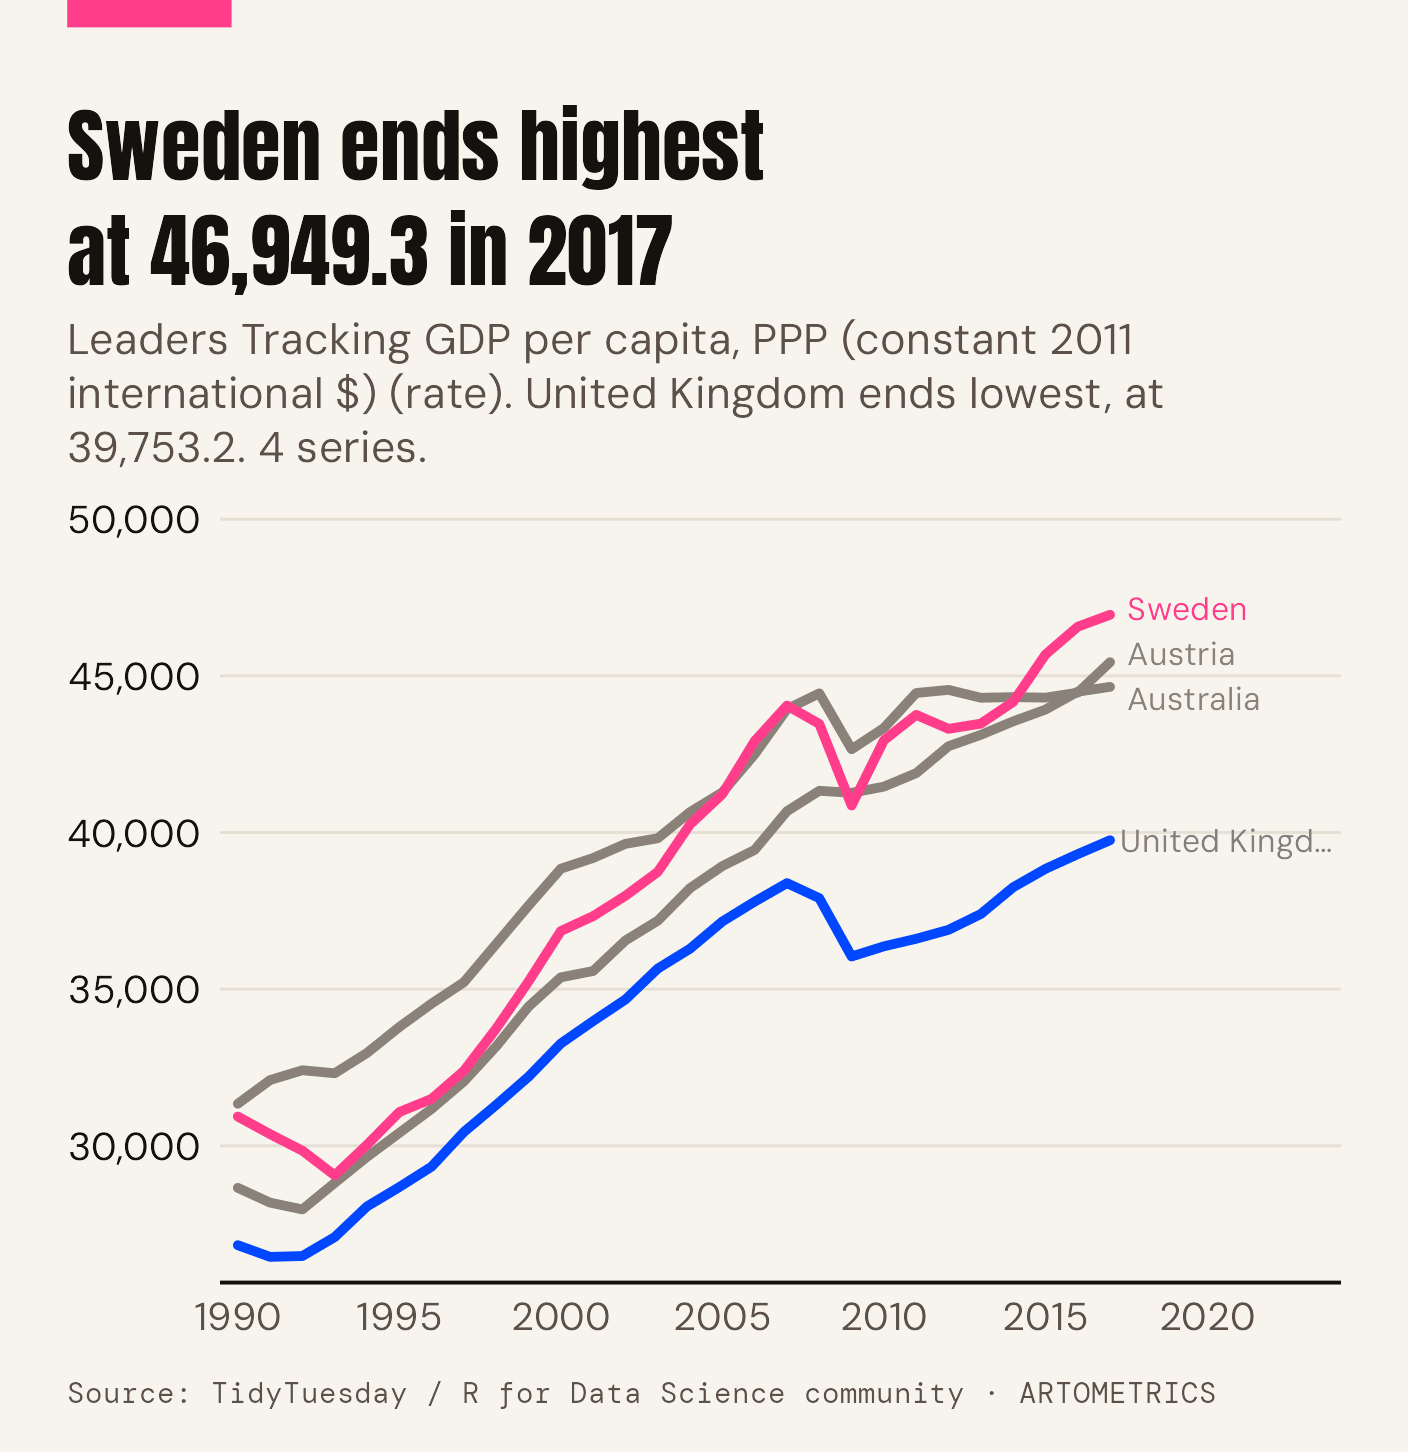 Sweden ends highest
at 46,949.3 in 2017
Leaders Tracking GDP per capita, PPP (constant 2011
international $) (rate). United Kingdom ends lowest, at
39,753.2. 4 series.
50,000
Sweden
Austria
45,000
Australia
40,000
United Kingd...
35,000
30,000
1990 1995 2000 2005 2010 2015 2020
Source: TidyTuesday / R for Data Science community · ARTOMETRICS